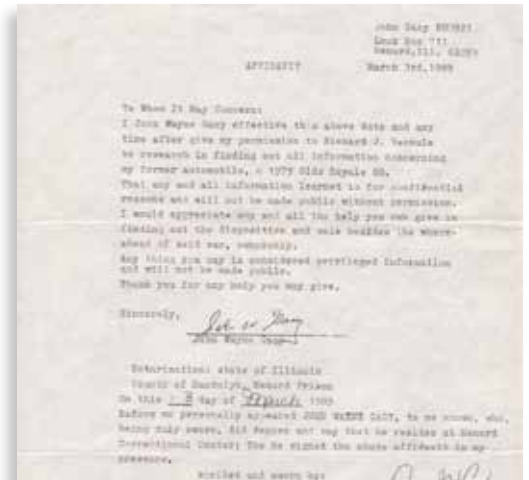 John Gacy
Lock Box 711
Menard, Ill.
AFFIDAVIT
March 3rd, 1989
To Whom It May Concern:
I John Wayne Gacy effective this above date and any
time after give my permission to Richard J.
to research in finding out all information concerning
my former automobile, a 1979 Olds Royale 88.
That any and all information learned is for confidential
reasons and will not be made public without permission.
I would appreciate any and all the help you can give in
finding out the disposition and sale besides the where-
about of said car,
Any thing you say is considered privileged information
and will not be made public.
Thank you for any help you may give.
Sincerely,
John Wayne Gacy
Notarization: state of Illinois
County of Randolph, Menard Prison
On this 3 day of March 1989
Before me personally appeared JOHN WAYNE GACY, to me known, who,
being duly sworn, did depose and say that he resides at Menard
Correctional Center; The he signed the above affidavit in my
presence.
and sworn by: